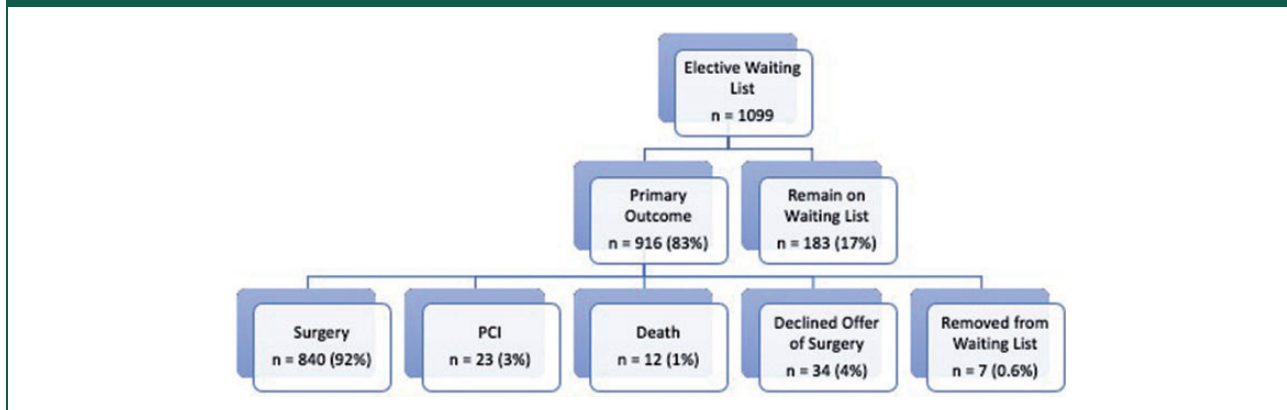 Elective Waiting
List
n = 1099
Primary
Outcome
n = 916 (83%)
Remain on
Waiting List
n = 183 (17%)
Surgery
n = 840 (92%)
PCI
n = 23 (3%)
Death
n = 12 (1%)
Declined Offer
of Surgery
n = 34 (4%)
Removed from
Waiting List
n = 7 (0.6%)